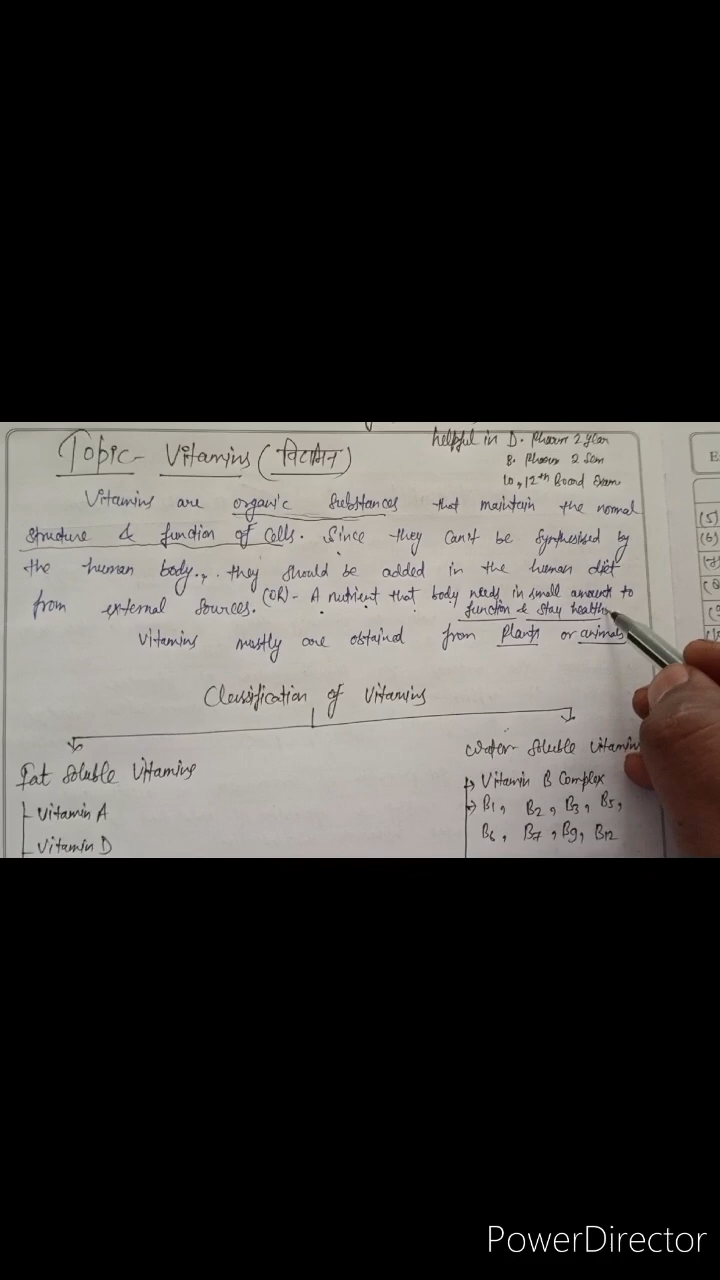 helpful in D. Pharm 2 year
Topic- Vitamins (विटामिन)
B. Pharm 2 Sem
10, 12th Board Exam
Vitamins are organic Substances that maintain the normal
structure & function of Cells. Since they Can't be Synthesised by
the human body., they should be added in the human diet
from external Sources. (OR)- A nutrient that body needs in small amounts to
function & stay healthy
Vitamins mostly are obtained from Plants or animals
Classification of Vitamins
Water- Soluble Vitamin
Fat Soluble Vitamins
Vitamin B Complex
Vitamin A
B1, B2, B3, B5,
Vitamin D
B6, B7, B9, B12
E
(5)
(6)
PowerDirector